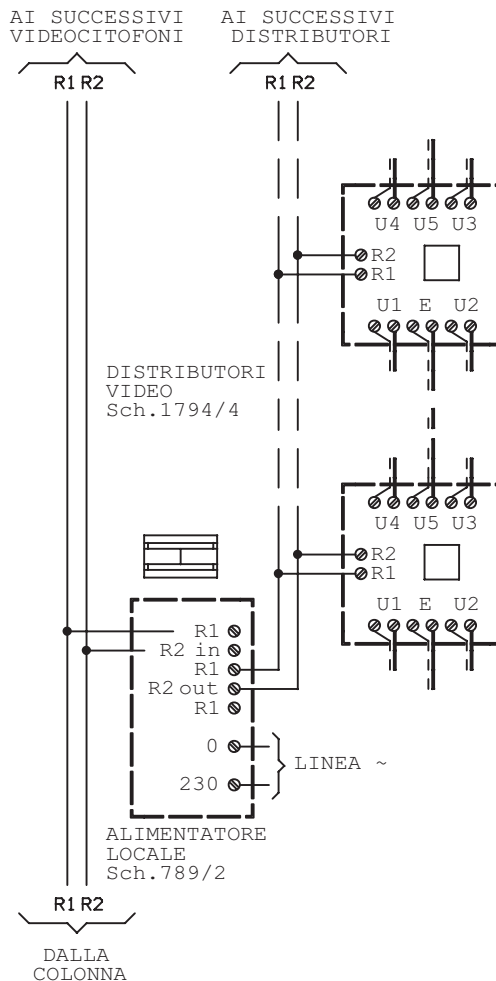 AI SUCCESSIVI
VIDEOCITOFONI
AI SUCCESSIVI
DISTRIBUTORI
R1 R2
R1 R2
U4 U5 U3
R2
R1
U1 E U2
DISTRIBUTORI
VIDEO
Sch.1794/4
U4 U5 U3
R2
R1
U1 E U2
R1
R2 in
R1
R2 out
R1
0
230
LINEA ~
ALIMENTATORE
LOCALE
Sch.789/2
R1 R2
DALLA
COLONNA